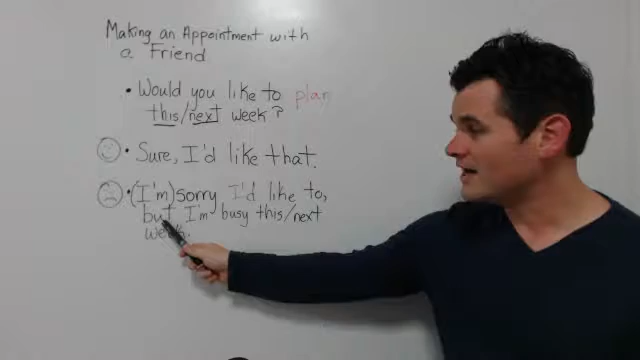 Making an Appointment with
a Friend
• Would you like to plan
this/next week?
• Sure, I'd like that.
• (I'm) sorry I'd like to,
but I'm busy this/next
week.